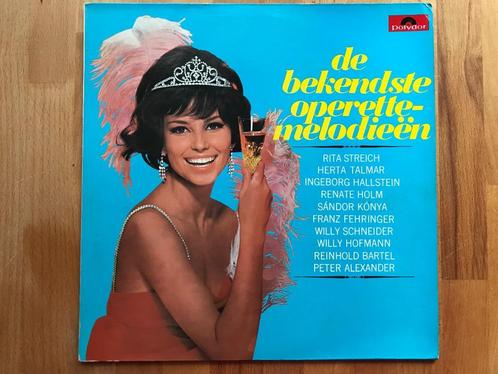 Polydor
de
bekendste
operette-
melodieën
RITA STREICH
HERTA TALMAR
INGEBORG HALLSTEIN
RENATE HOLM
SÁNDOR KÓNYA
FRANZ FEHRINGER
WILLY SCHNEIDER
WILLY HOFMANN
REINHOLD BARTEL
PETER ALEXANDER